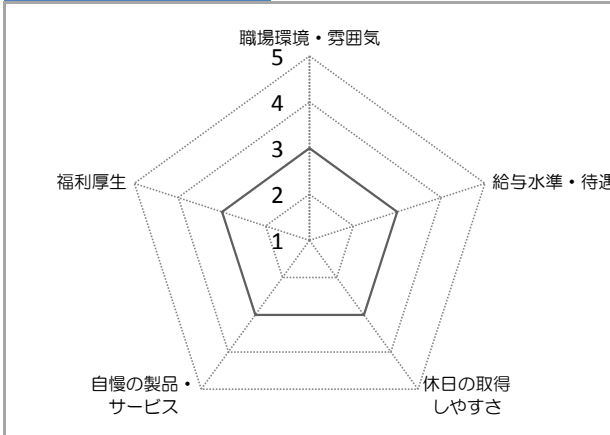 職場環境・雰囲気
5
4
3
2
1
福利厚生
給与水準・待遇
自慢の製品・
サービス
休日の取得
しやすさ